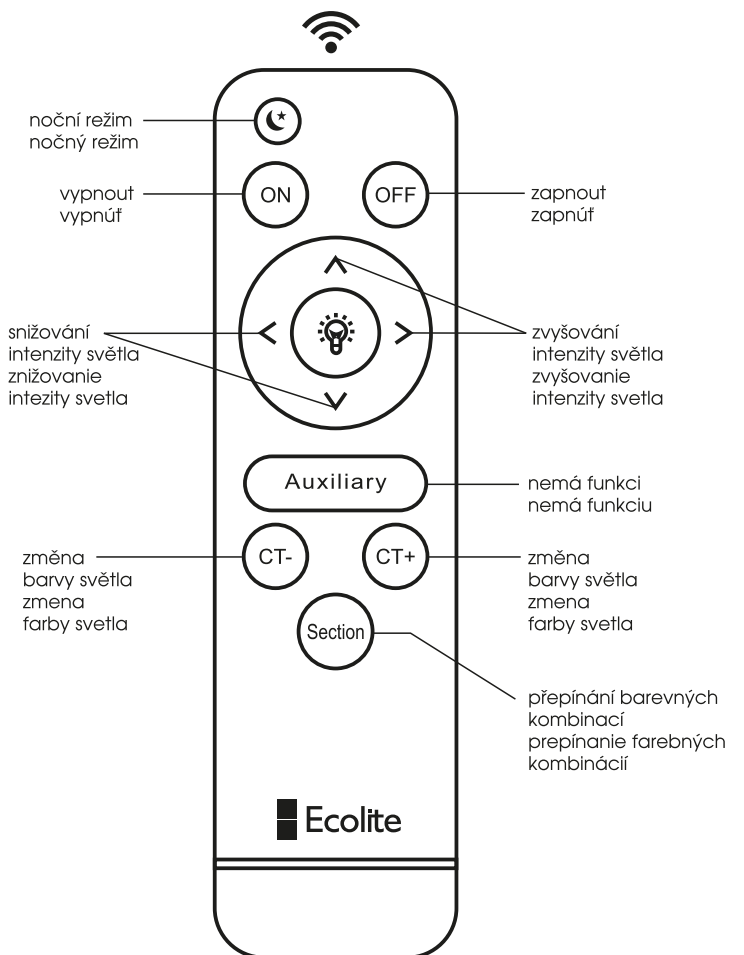 noční režim
nočný režim
ON
OFF
vypnout
vypnúť
zapnout
zapnúť
snižování
intenzity světla
znižovanie
intezity svetla
zvyšování
intenzity světla
zvyšovanie
intenzity svetla
Auxiliary
nemá funkci
nemá funkciu
CT-
CT+
změna
barvy světla
zmena
farby svetla
změna
barvy světla
zmena
farby svetla
Section
přepínání barevných
kombinací
prepínanie farebných
kombinácií
Ecolite